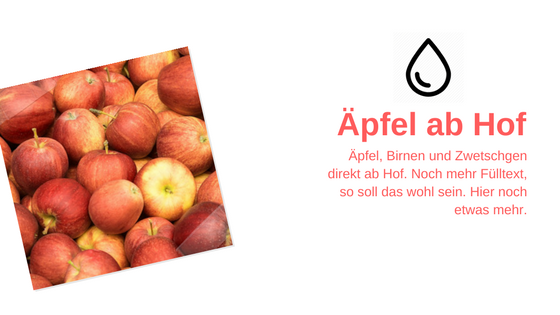 Äpfel ab Hof
Äpfel, Birnen und Zwetschgen
direkt ab Hof. Noch mehr Fülltext,
so soll das wohl sein. Hier noch
etwas mehr.